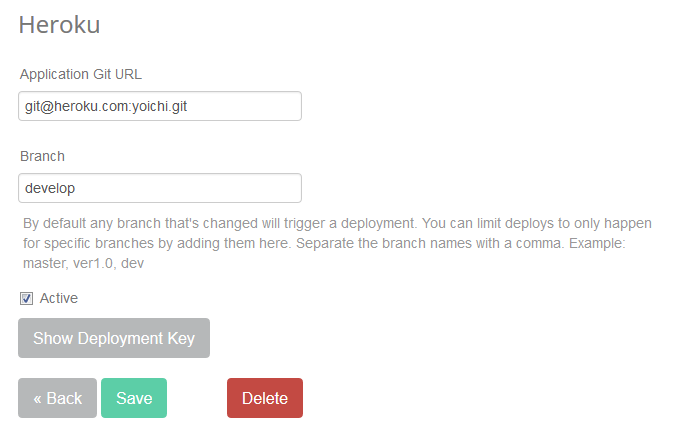 Heroku
Application Git URL
git@heroku.com:yoichi.git
Branch
develop
By default any branch that's changed will trigger a deployment. You can limit deploys to only happen
for specific branches by adding them here. Separate the branch names with a comma. Example:
master, ver1.0, dev
Active
Show Deployment Key
« Back Save Delete